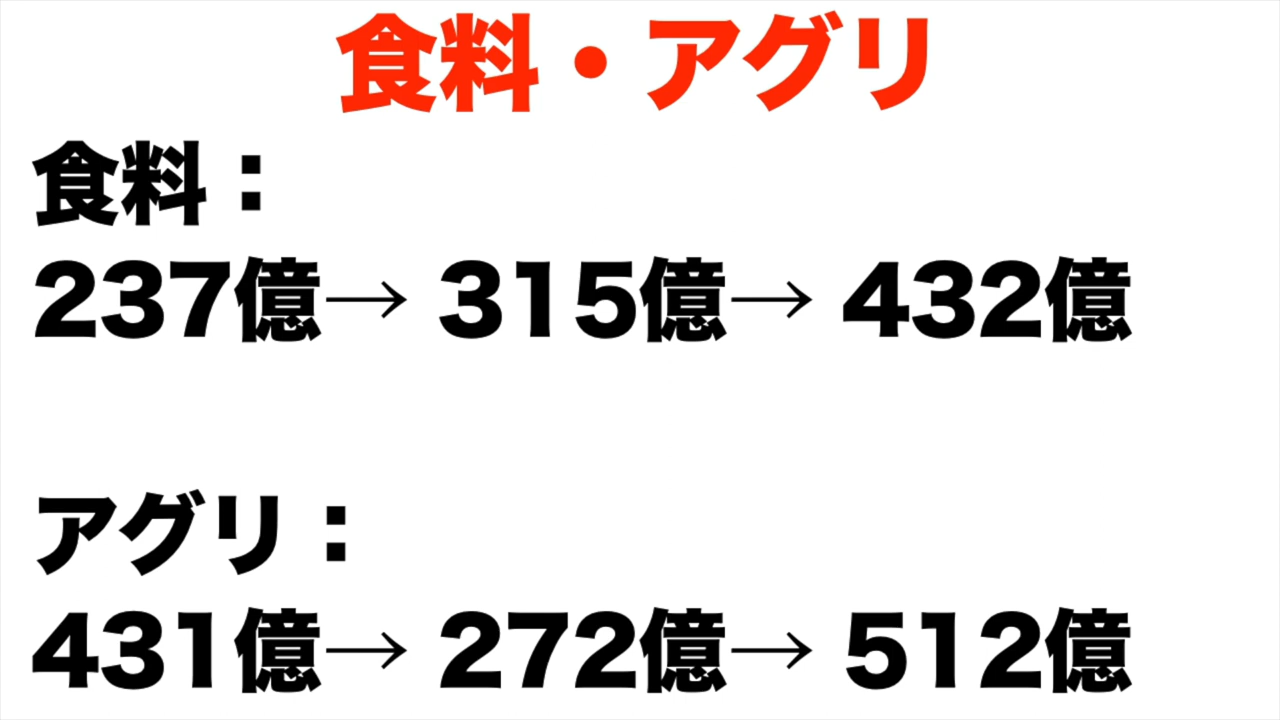 食料・アグリ
食料：
237億→ 315億→ 432億
アグリ：
431億→ 272億→ 512億